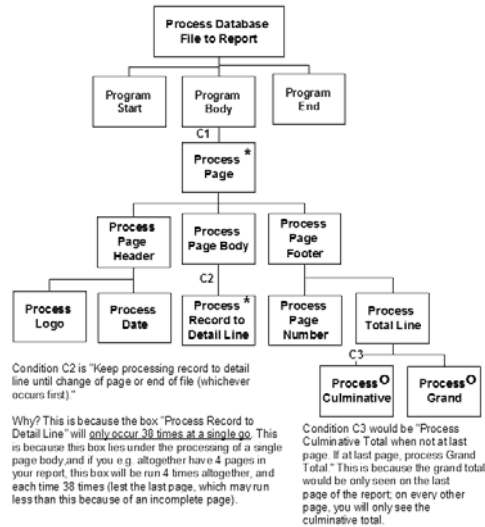 Process Database
File to Report
Program
Start
Program
Body
Program
End
C1
Process *
Page
Process
Page
Header
Process
Page Body
Process
Page
Footer
C2
Process
Logo
Process
Date
Process *
Record to
Detail Line
Process
Page
Number
Process
Total Line
C3
Process O
Culminative
Process O
Grand
Condition C2 is "Keep processing record to detail
line until change of page or end of file (whichever
occurs first)."
Why? This is because the box "Process Record to
Detail Line" will only occur 38 times at a single go. This
is because this box lies under the processing of a single
page body,and if you e.g. altogether have 4 pages in
your report, this box will be run 4 times altogether, and
each time 38 times (lest the last page, which may run
less than this because of an incomplete page).
Condition C3 would be "Process
Culminative Total when not at last
page. If at last page, process Grand
Total." This is because the grand total
would be only seen on the last
page of the report; on every other
page, you will only see the
culminative total.